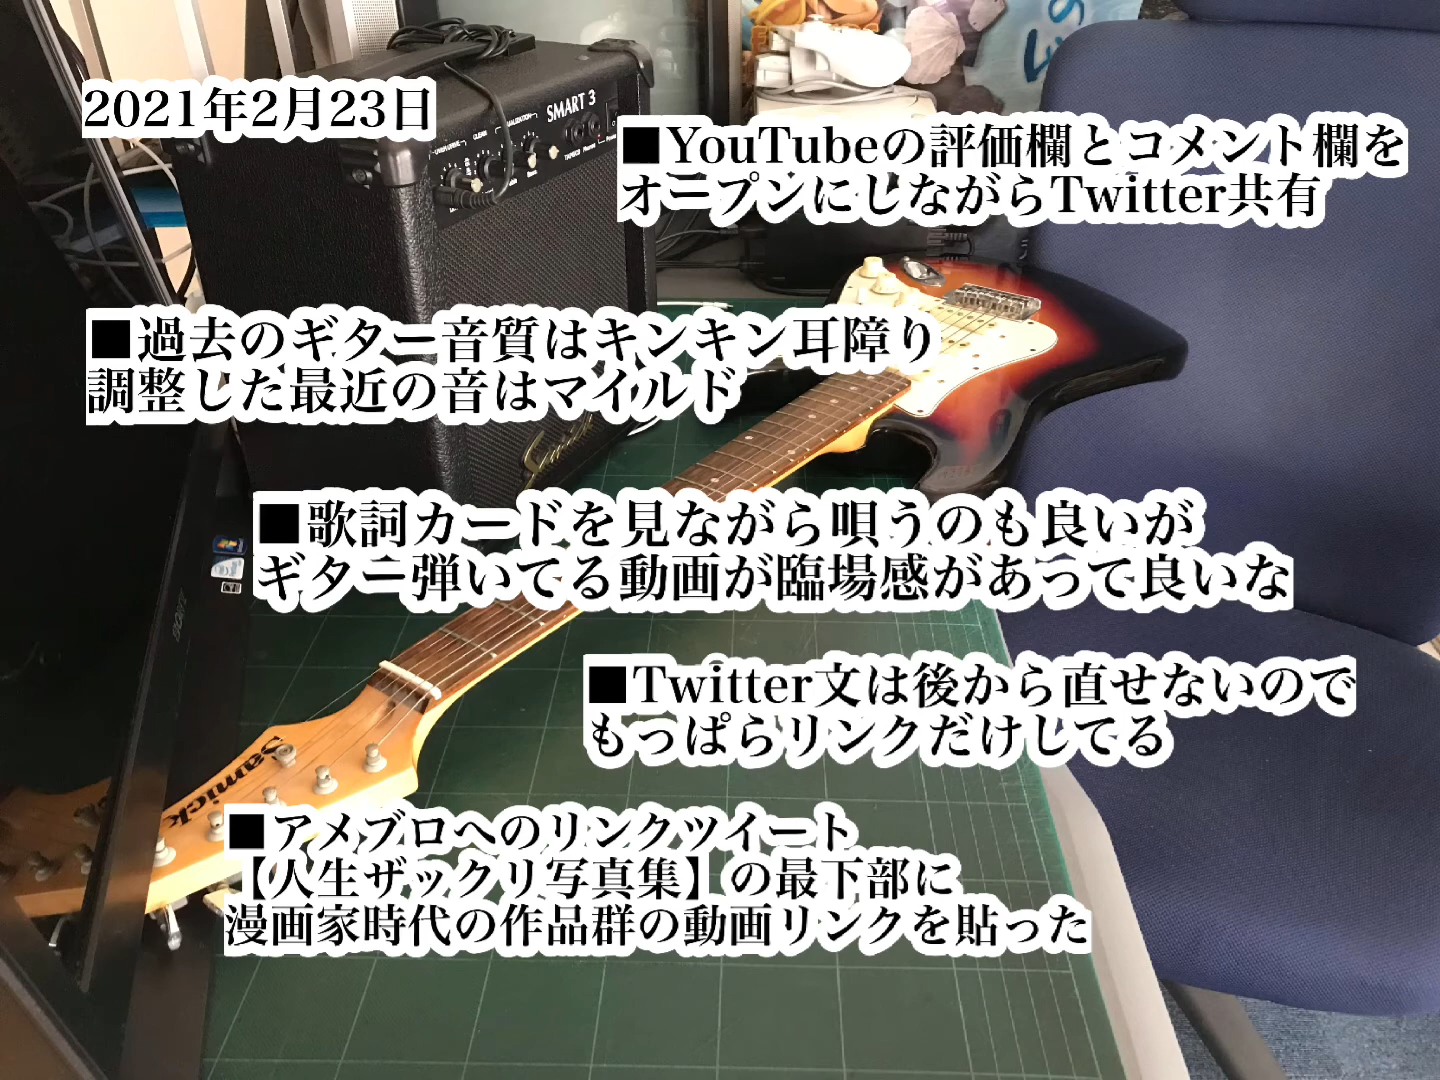 2021年2月23日
■YouTubeの評価欄とコメント欄を
オープンにしながらTwitter共有
SMART 3
■過去のギター音質はキンキン耳障り
調整した最近の音はマイルド
■歌詞カードを見ながら唄うのも良いが
ギター弾いてる動画が臨場感があって良いな
■Twitter文は後から直せないので
もっぱらリンクだけしてる
Samick
■アメブロへのリンクツイート
【人生ザックリ写真集】の最下部に
漫画家時代の作品群の動画リンクを貼った